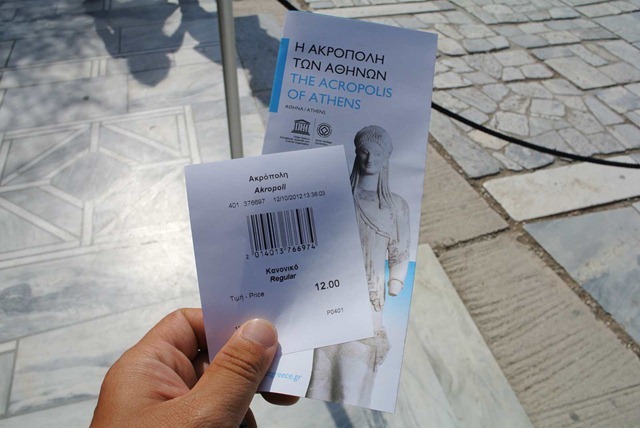 Η ΑΚΡΟΠΟΛΗ
ΤΩΝ ΑΘΗΝΩΝ
THE ACROPOLIS
OF ATHENS
ΑΘΗΝΑ / ATHENS
Ακρόπολη
Akropoli
401 376697 12/10/2012 13:36:03
2 014013 766974
Κανονικό
Regular
Τιμή - Price 12.00
P0401